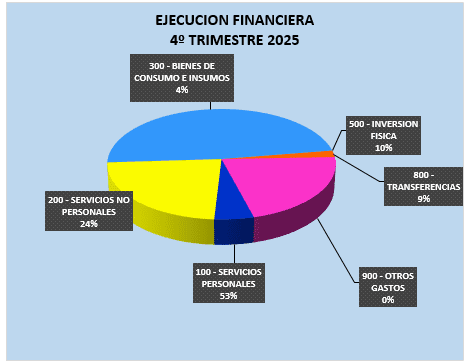 EJECUCION FINANCIERA
4º TRIMESTRE 2025
300 - BIENES DE
CONSUMO E INSUMOS
4%
500 - INVERSION
FISICA
10%
800 -
TRANSFERENCIAS
9%
200 - SERVICIOS NO
PERSONALES
24%
100 - SERVICIOS
PERSONALES
53%
900 - OTROS
GASTOS
0%